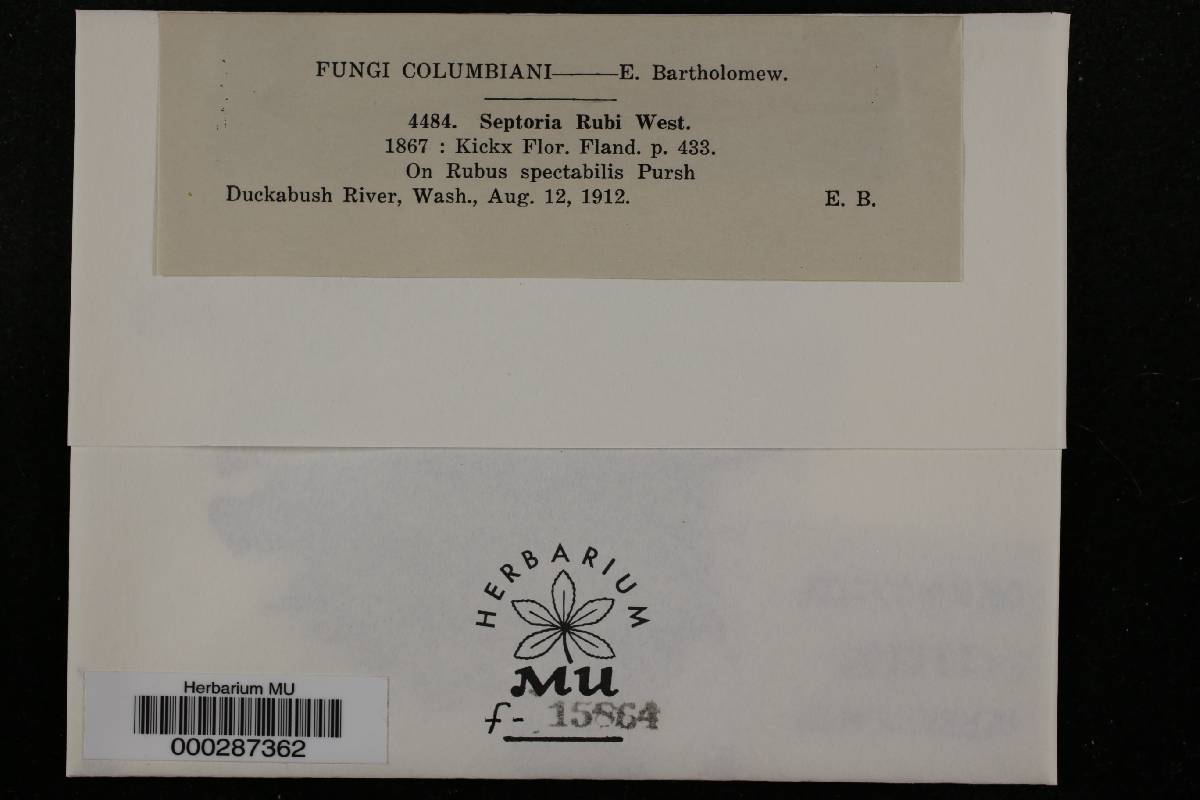 FUNGI COLUMBIANI——E. Bartholomew.
4484. Septoria Rubi West.
1867 : Kickx Flor. Fland. p. 433.
On Rubus spectabilis Pursh
Duckabush River, Wash., Aug. 12, 1912. E. B.
HERBARIUM
MU
f- 15864
Herbarium MU
000287362